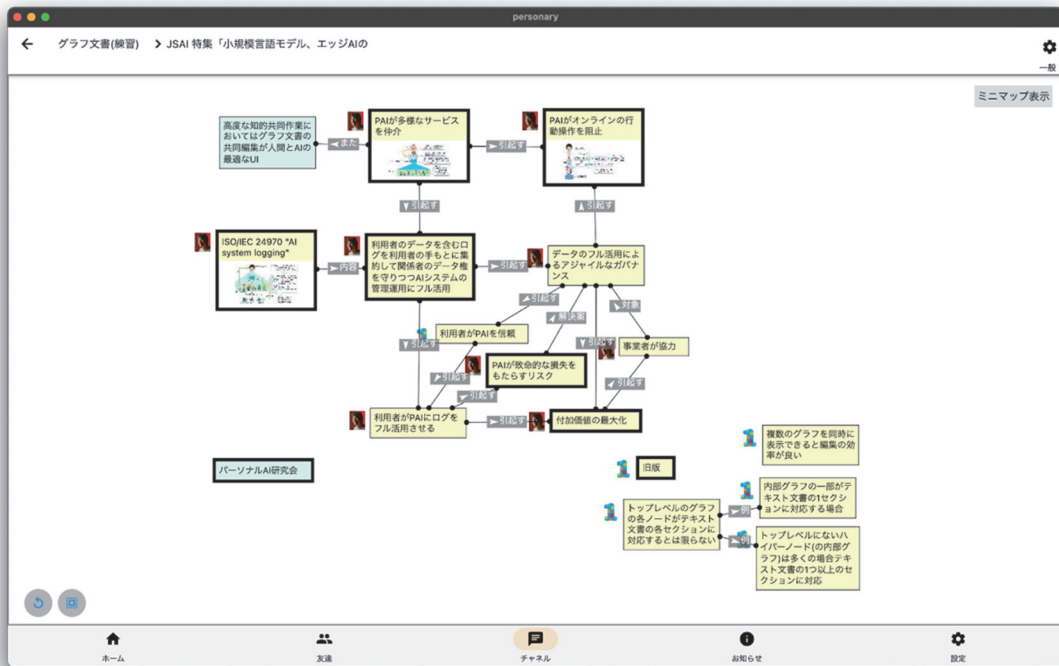 personary
グラフ文書(練習)
JSAI 特集「小規模言語モデル、エッジAIの
一般
ミニマップ表示
高度な知的共同作業に
おいてはグラフ文書の
共同編集が人間とAIの
最適なUI
また
PAIが多様なサービス
を仲介
引起す
PAIがオンラインの行
動操作を阻止
引起す
引起す
ISO/IEC 24970 "AI
system logging"
内容
利用者のデータを含むロ
グを利用者の手もとに集
約して関係者のデータ権
を守りつつAIシステムの
管理運用にフル活用
引起す
データのフル活用によ
るアジャイルなガバナ
ンス
引起す
対象
解決案
利用者がPAIを信頼
引起す
引起す
事業者が協力
PAIが致命的な損失を
もたらすリスク
引起す
引起す
引起す
利用者がPAIにログを
フル活用させる
引起す
付加価値の最大化
複数のグラフを同時に
表示できると編集の効
率が良い
パーソナルAI研究会
旧版
内部グラフの一部がテ
キスト文書の1セクシ
ョンに対応する場合
トップレベルのグラフ
の各ノードがテキスト
文書の各セクションに
対応するとは限らない
例
例
トップレベルにないハ
イパーノード(の内部グ
ラフ)は多くの場合テキ
スト文書の1つ以上のセ
クションに対応
ホーム
友達
チャネル
お知らせ
設定